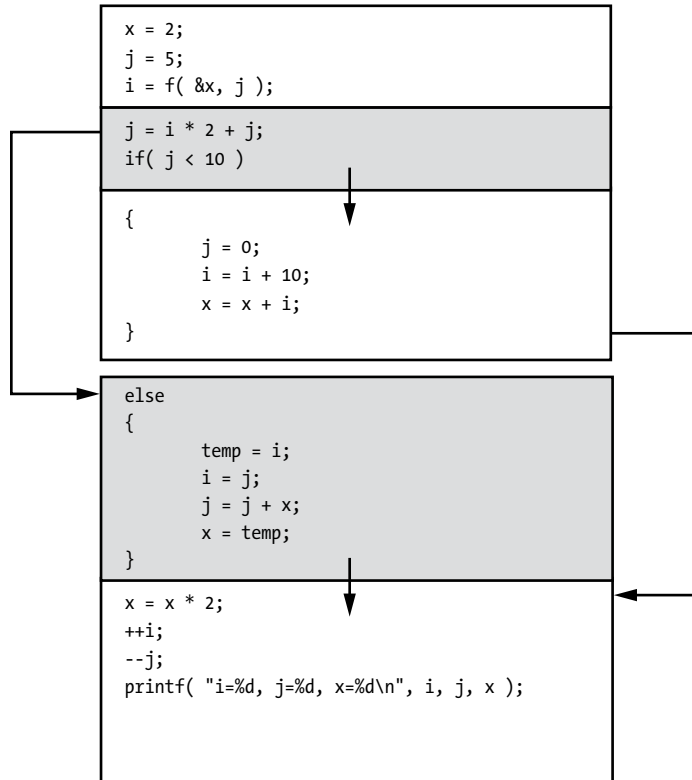 x = 2;
j = 5;
i = f( &x, j );
j = i * 2 + j;
if( j < 10 )
{
j = 0;
i = i + 10;
x = x + i;
}
else
{
temp = i;
i = j;
j = j + x;
x = temp;
}
x = x * 2;
++i;
--j;
printf( "i=%d, j=%d, x=%d\n", i, j, x );